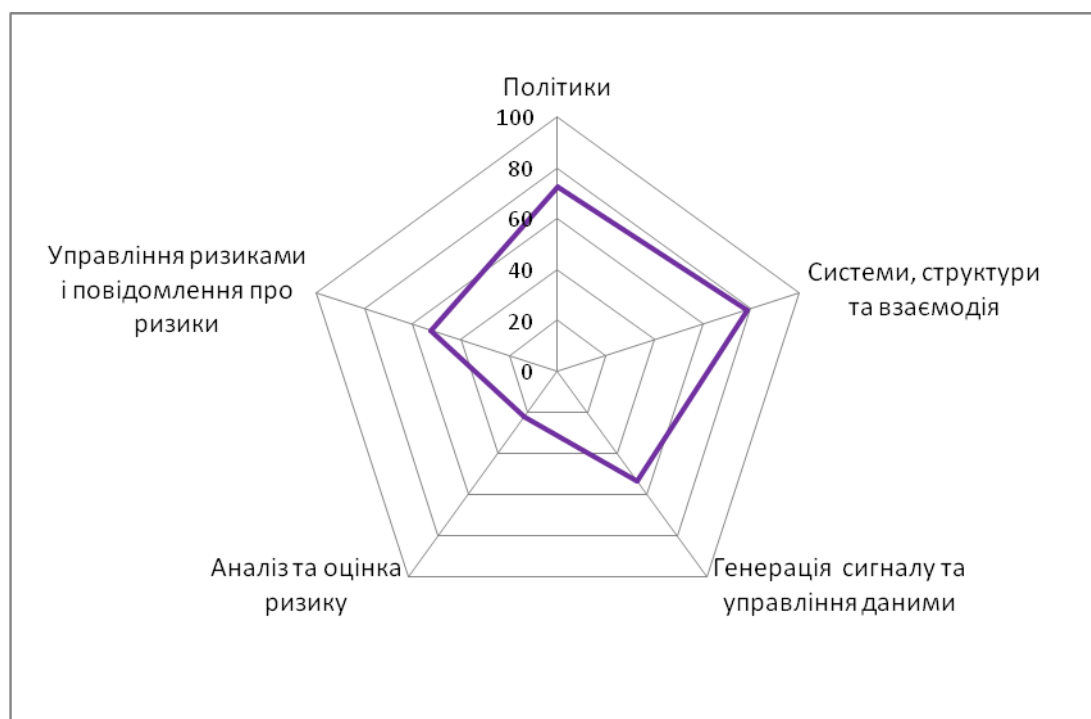 Політики
100
80
60
40
20
0
Системи, структури
та взаємодія
Генерація сигналу та
управління даними
Аналіз та оцінка
ризику
Управління ризиками
і повідомлення про
ризики